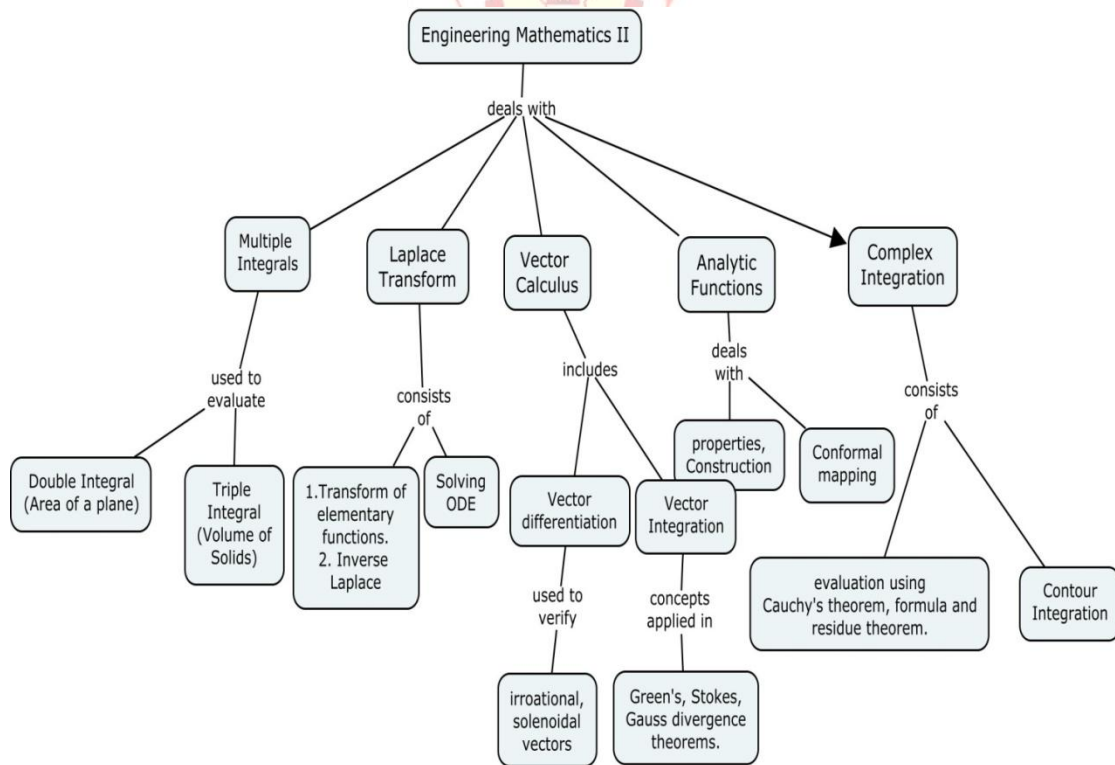 Engineering Mathematics II
deals with
Multiple
Integrals
Laplace
Transform
Vector
Calculus
Analytic
Functions
Complex
Integration
used to
evaluate
consists
of
includes
deals
with
consists
of
Double Integral
(Area of a plane)
Triple
Integral
(Volume of
Solids)
1.Transform of
elementary
functions.
2. Inverse
Laplace
Solving
ODE
Vector
differentiation
Vector
Integration
properties,
Construction
Conformal
mapping
used to
verify
concepts
applied in
evaluation using
Cauchy's theorem, formula and
residue theorem.
Contour
Integration
irroational,
solenoidal
vectors
Green's, Stokes,
Gauss divergence
theorems.